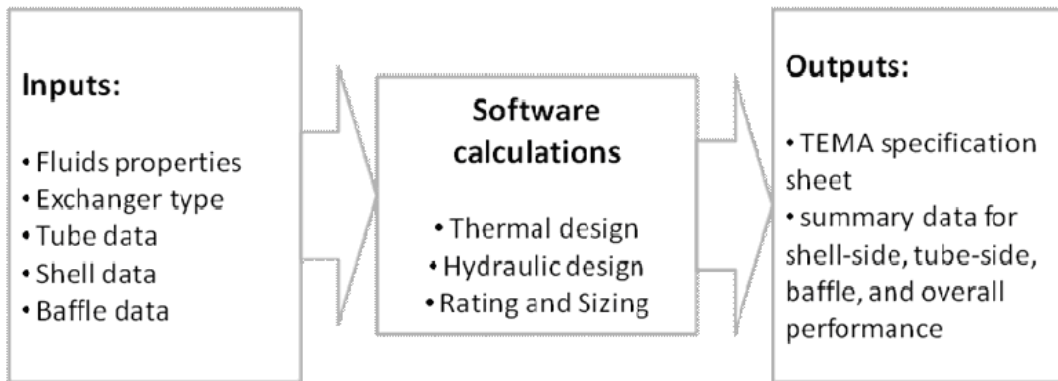 Inputs:
• Fluids properties
• Exchanger type
• Tube data
• Shell data
• Baffle data
Software
calculations
• Thermal design
• Hydraulic design
• Rating and Sizing
Outputs:
• TEMA specification
sheet
• summary data for
shell-side, tube-side,
baffle, and overall
performance